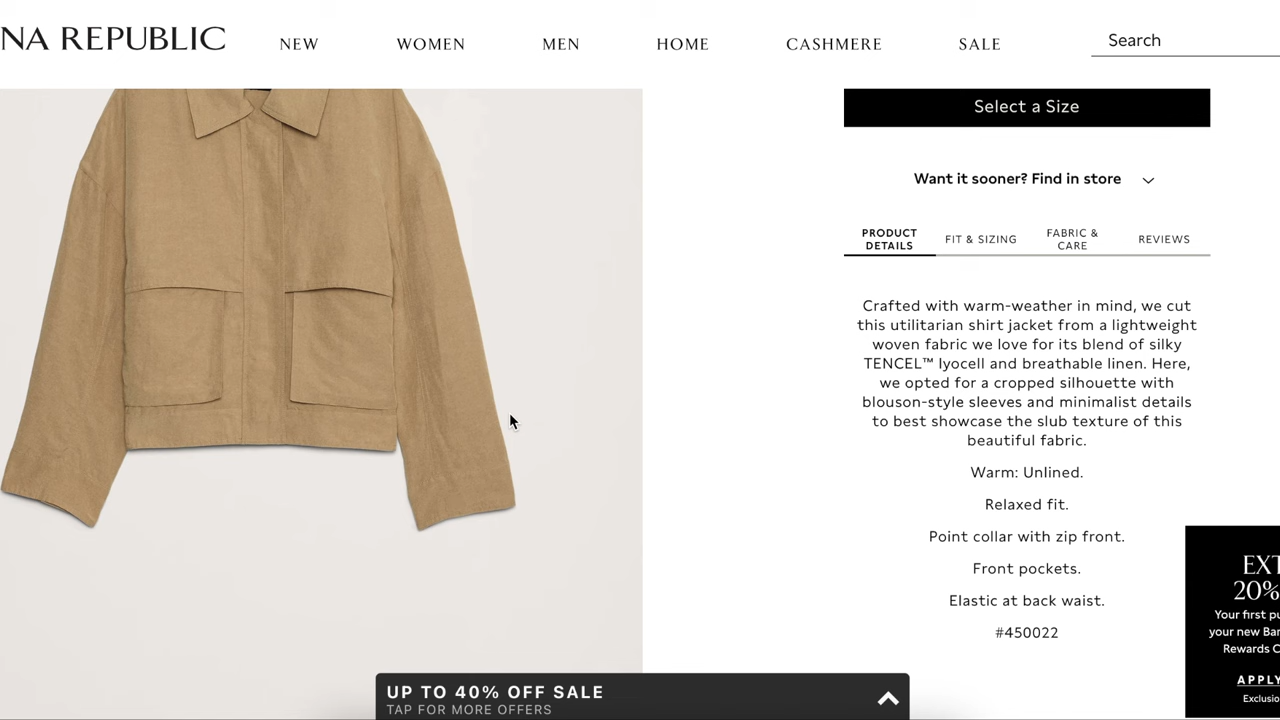 NA REPUBLIC
NEW
WOMEN
MEN
HOME
CASHMERE
SALE
Search
Select a Size
Want it sooner? Find in store
PRODUCT
DETAILS
FIT & SIZING
FABRIC &
CARE
REVIEWS
Crafted with warm-weather in mind, we cut
this utilitarian shirt jacket from a lightweight
woven fabric we love for its blend of silky
TENCEL™ lyocell and breathable linen. Here,
we opted for a cropped silhouette with
blouson-style sleeves and minimalist details
to best showcase the slub texture of this
beautiful fabric.
Warm: Unlined.
Relaxed fit.
Point collar with zip front.
Front pockets.
Elastic at back waist.
#450022
EXT
20%
Your first pu
your new Ban
Rewards C
APPLY
Exclusio
UP TO 40% OFF SALE
TAP FOR MORE OFFERS